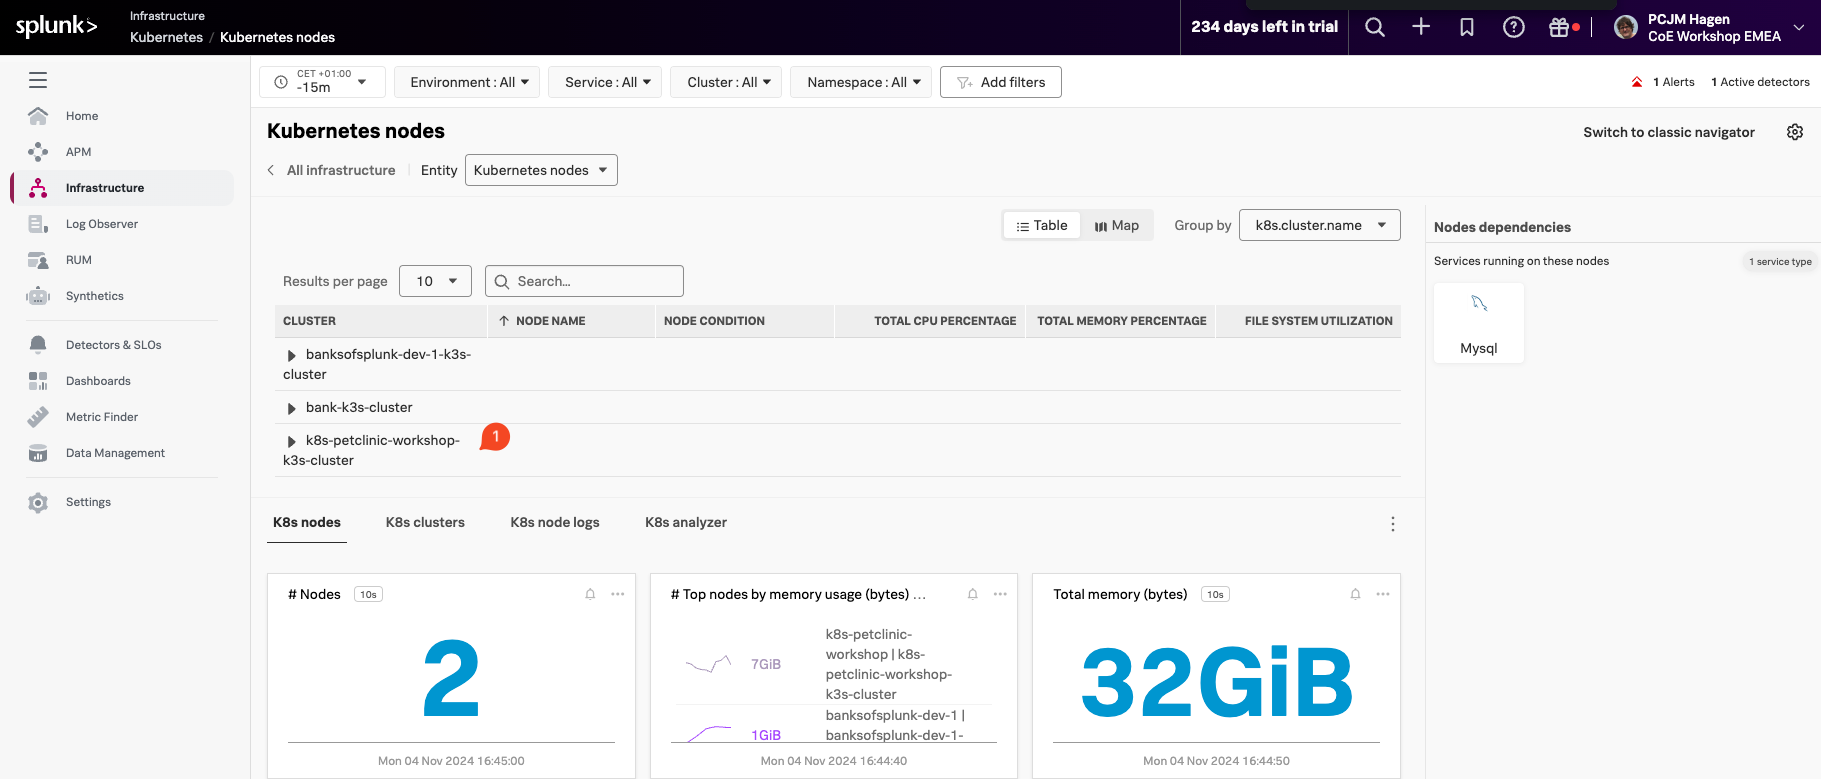 splunk>
Infrastructure
Kubernetes / Kubernetes nodes
234 days left in trial
PCJM Hagen
CoE Workshop EMEA
Home
APM
Infrastructure
Log Observer
RUM
Synthetics
Detectors & SLOs
Dashboards
Metric Finder
Data Management
Settings
CET +01:00
-15m
Environment : All
Service : All
Cluster : All
Namespace : All
Add filters
1 Alerts
1 Active detectors
Kubernetes nodes
Switch to classic navigator
All infrastructure
Entity
Kubernetes nodes
Table
Map
Group by
k8s.cluster.name
Results per page
10
Search...
CLUSTER
NODE NAME
NODE CONDITION
TOTAL CPU PERCENTAGE
TOTAL MEMORY PERCENTAGE
FILE SYSTEM UTILIZATION
banksofsplunk-dev-1-k3s-
cluster
bank-k3s-cluster
k8s-petclinic-workshop-
k3s-cluster
1
Nodes dependencies
Services running on these nodes
1 service type
Mysql
K8s nodes
K8s clusters
K8s node logs
K8s analyzer
# Nodes
10s
2
Mon 04 Nov 2024 16:45:00
# Top nodes by memory usage (bytes) ...
7GiB
k8s-petclinic-
workshop | k8s-
petclinic-workshop-
k3s-cluster
1GiB
banksofsplunk-dev-1 |
banksofsplunk-dev-1-
Mon 04 Nov 2024 16:44:40
Total memory (bytes)
10s
32GiB
Mon 04 Nov 2024 16:44:50